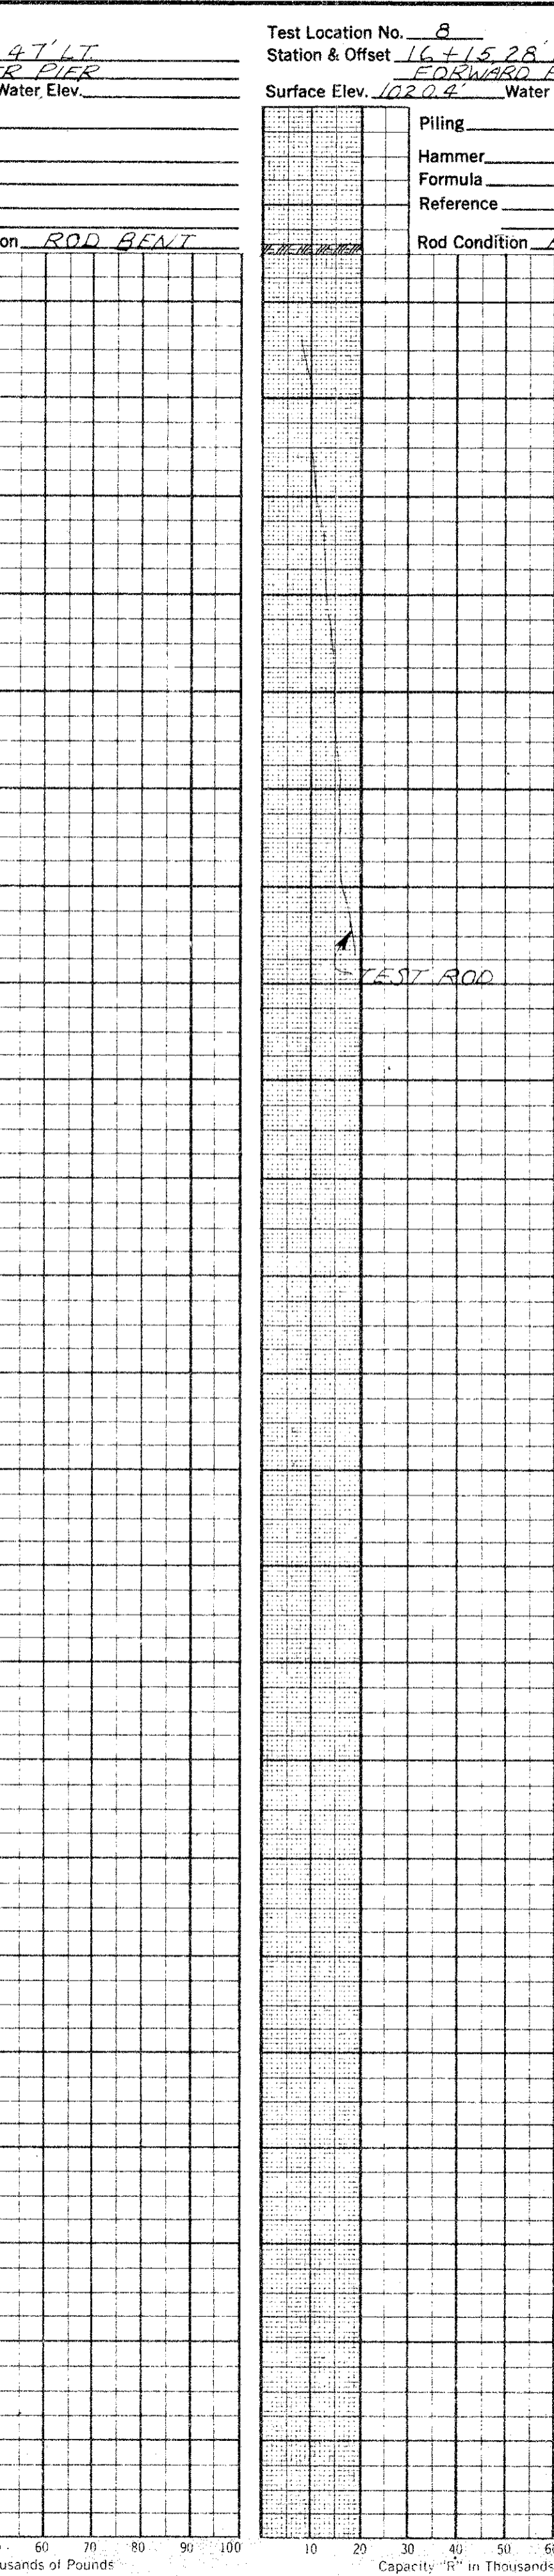 47' LT.
ER PIER
Water Elev.
on ROD BENT
60 70 80 90 100
usands of Pounds
Test Location No. 8
Station & Offset 16+15, 28'
FORWARD
Surface Elev. 1020.4' Water
Piling
Hammer
Formula
Reference
Rod Condition
TEST ROD
10 20 30 40 50
Capacity "R" in Thousands